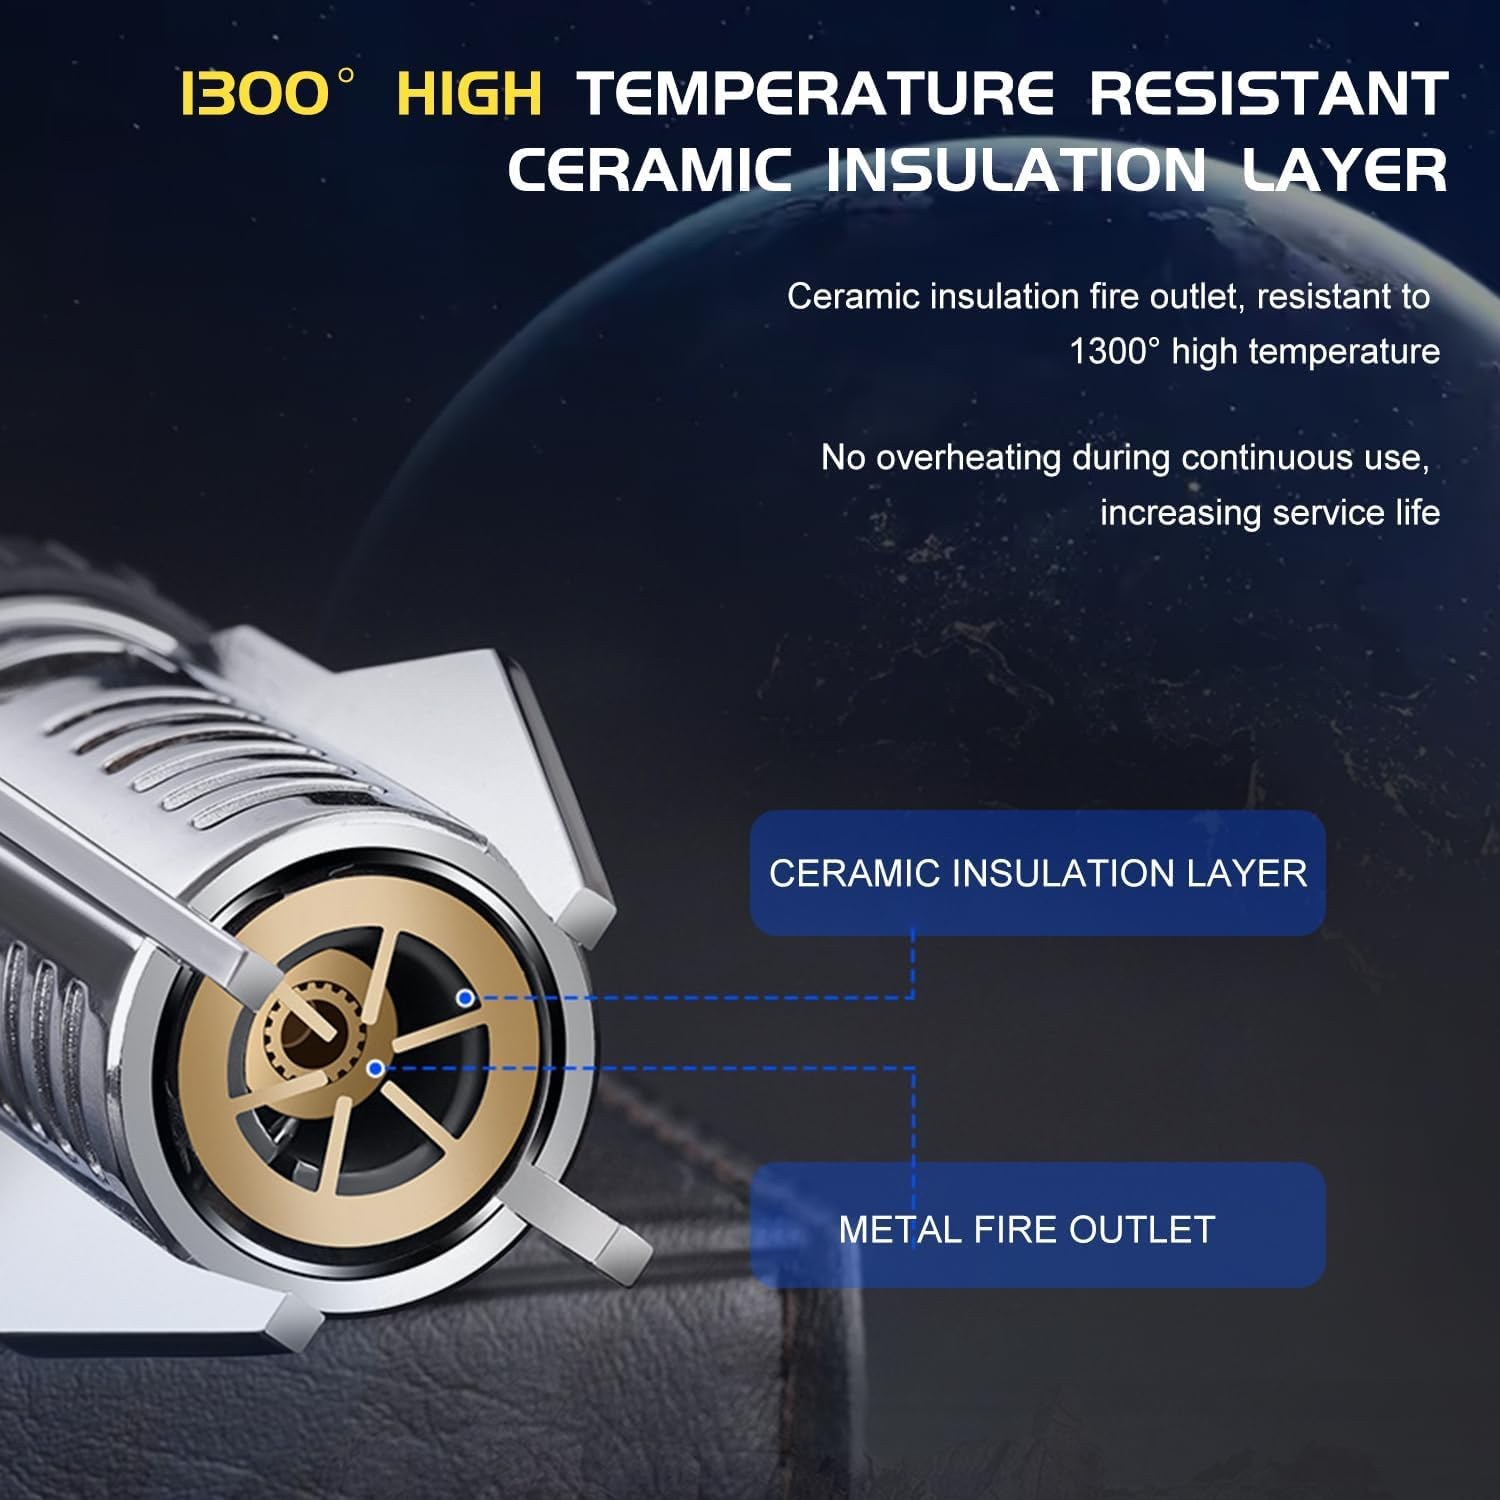 1300° HIGH TEMPERATURE RESISTANT
CERAMIC INSULATION LAYER
Ceramic insulation fire outlet, resistant to
1300° high temperature
No overheating during continuous use,
increasing service life
CERAMIC INSULATION LAYER
METAL FIRE OUTLET